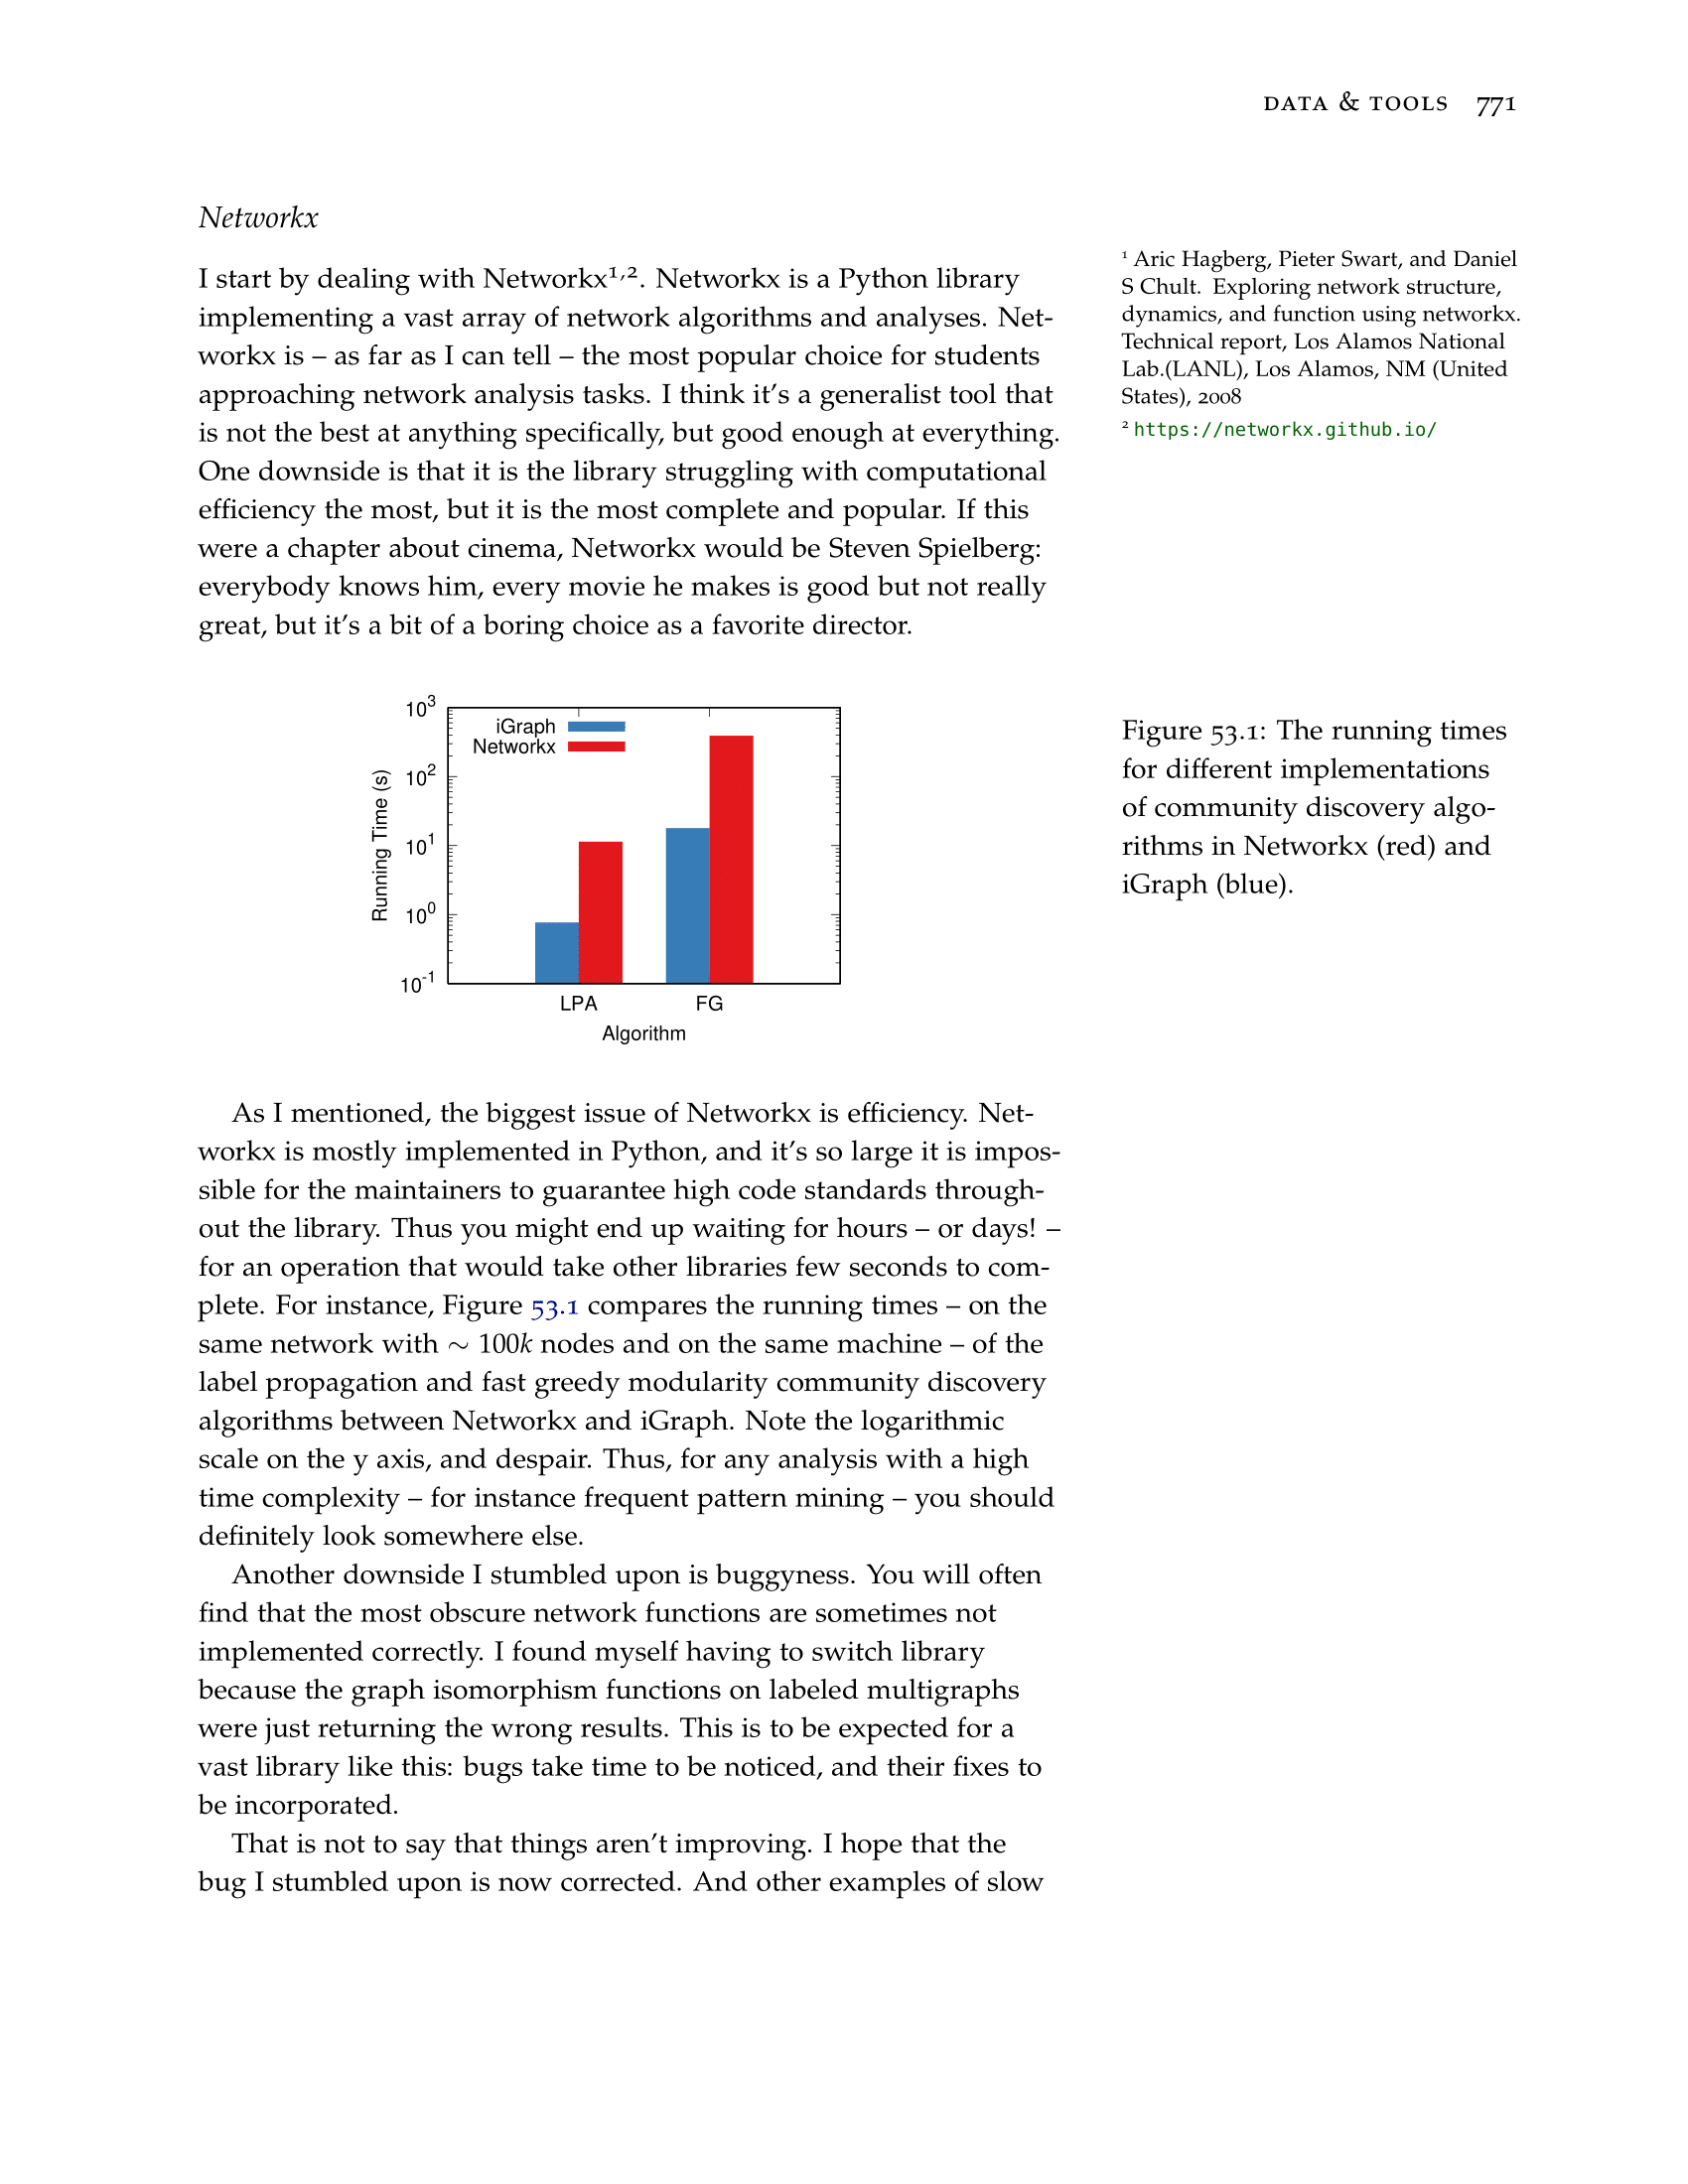 DATA & TOOLS 771
Networkx
I start by dealing with Networkx1,2. Networkx is a Python library
implementing a vast array of network algorithms and analyses. Net-
workx is – as far as I can tell – the most popular choice for students
approaching network analysis tasks. I think it's a generalist tool that
is not the best at anything specifically, but good enough at everything.
One downside is that it is the library struggling with computational
efficiency the most, but it is the most complete and popular. If this
were a chapter about cinema, Networkx would be Steven Spielberg:
everybody knows him, every movie he makes is good but not really
great, but it's a bit of a boring choice as a favorite director.
1 Aric Hagberg, Pieter Swart, and Daniel
S Chult. Exploring network structure,
dynamics, and function using networkx.
Technical report, Los Alamos National
Lab.(LANL), Los Alamos, NM (United
States), 2008
2 https://networkx.github.io/
10^3
10^2
10^1
10^0
10^-1
Running Time (s)
iGraph
Networkx
LPA FG
Algorithm
Figure 53.1: The running times
for different implementations
of community discovery algo-
rithms in Networkx (red) and
iGraph (blue).
As I mentioned, the biggest issue of Networkx is efficiency. Net-
workx is mostly implemented in Python, and it's so large it is impos-
sible for the maintainers to guarantee high code standards through-
out the library. Thus you might end up waiting for hours – or days! –
for an operation that would take other libraries few seconds to com-
plete. For instance, Figure 53.1 compares the running times – on the
same network with ∼ 100k nodes and on the same machine – of the
label propagation and fast greedy modularity community discovery
algorithms between Networkx and iGraph. Note the logarithmic
scale on the y axis, and despair. Thus, for any analysis with a high
time complexity – for instance frequent pattern mining – you should
definitely look somewhere else.
Another downside I stumbled upon is buggyness. You will often
find that the most obscure network functions are sometimes not
implemented correctly. I found myself having to switch library
because the graph isomorphism functions on labeled multigraphs
were just returning the wrong results. This is to be expected for a
vast library like this: bugs take time to be noticed, and their fixes to
be incorporated.
That is not to say that things aren't improving. I hope that the
bug I stumbled upon is now corrected. And other examples of slow